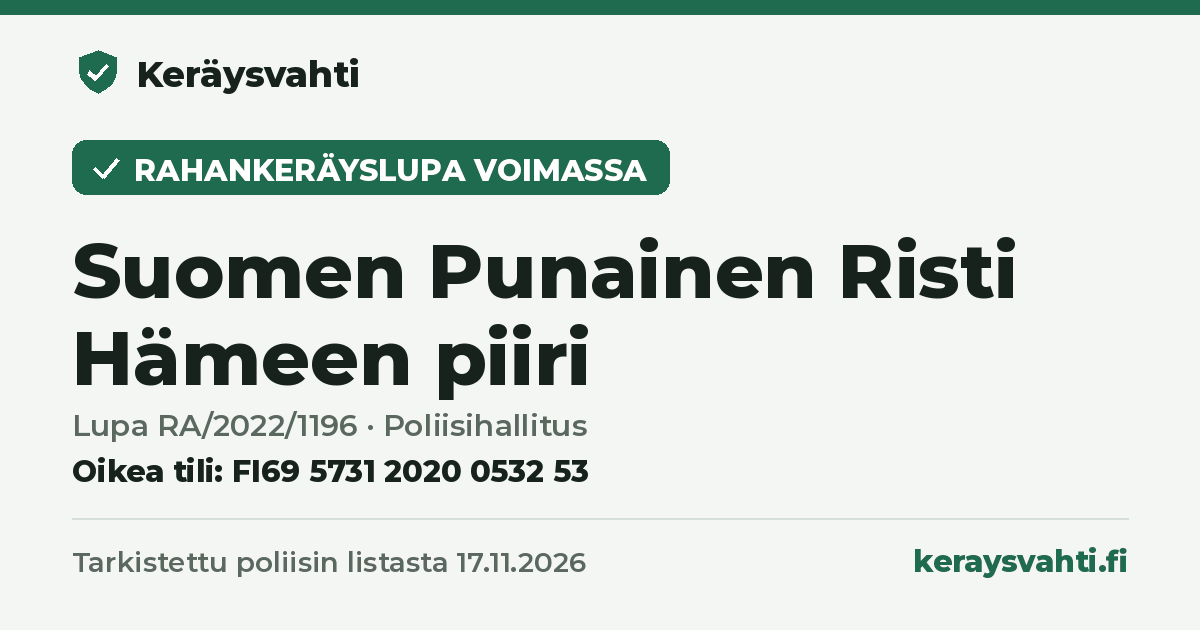 Keräysvahti
RAHANKERÄYSLUPA VOIMASSA
Suomen Punainen Risti
Hämeen piiri
Lupa RA/2022/1196 · Poliisihallitus
Oikea tili: FI69 5731 2020 0532 53
Tarkistettu poliisin listasta 17.11.2026
keraysvahti.fi